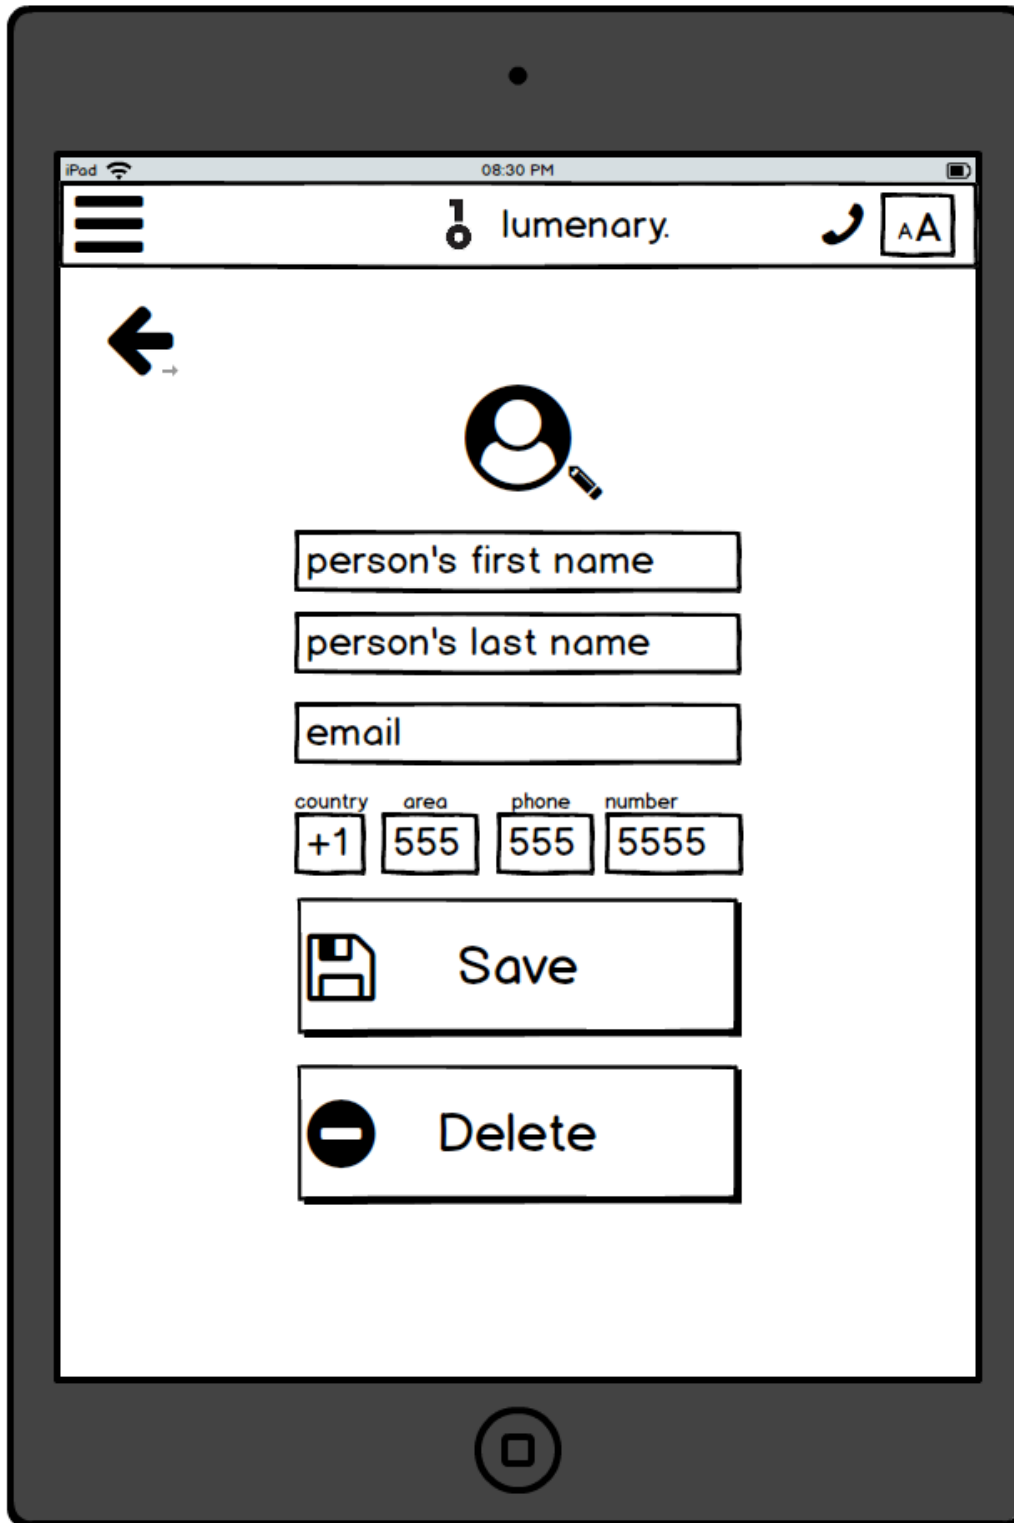 iPad 08:30 PM
lumenary. AA
person's first name
person's last name
email
country area phone number
+1 555 555 5555
Save
Delete